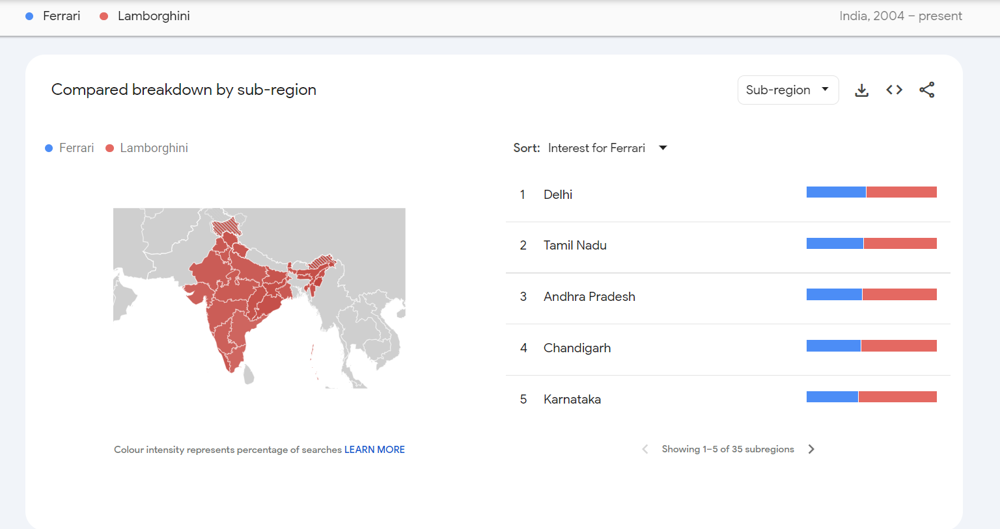 Ferrari Lamborghini India, 2004 – present
Compared breakdown by sub-region Sub-region
Ferrari Lamborghini
Sort: Interest for Ferrari
1 Delhi
2 Tamil Nadu
3 Andhra Pradesh
4 Chandigarh
5 Karnataka
Colour intensity represents percentage of searches LEARN MORE
Showing 1–5 of 35 subregions